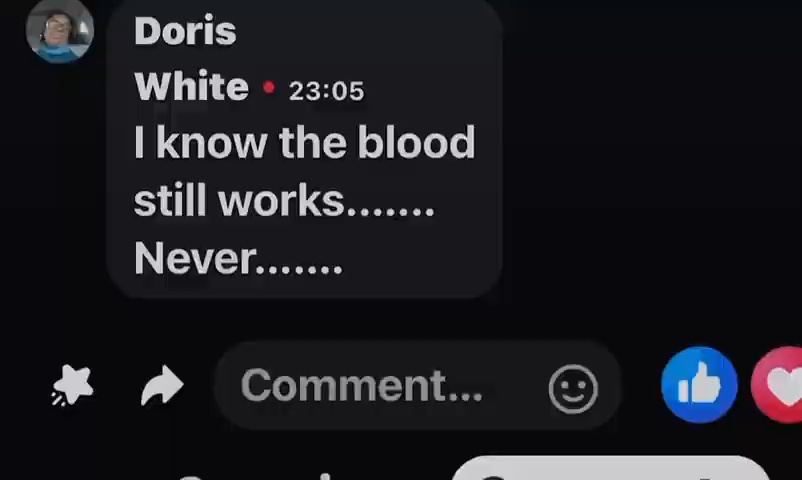 Doris
White • 23:05
I know the blood
still works.......
Never.......
Comment...